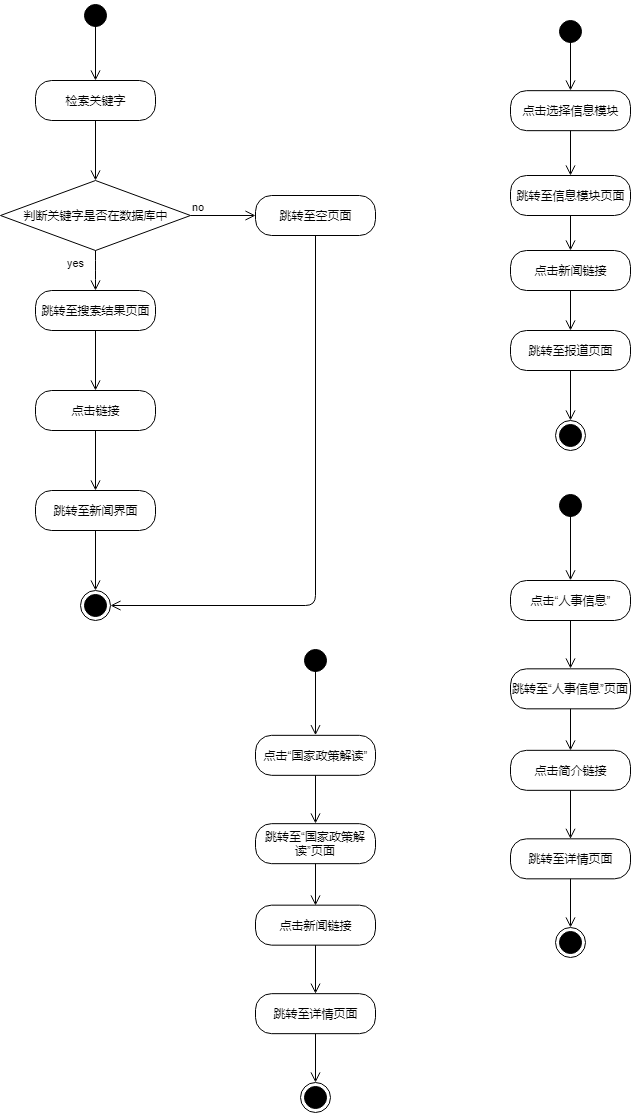 检索关键字
判断关键字是否在数据库中
no
跳转至空页面
yes
跳转至搜索结果页面
点击链接
跳转至新闻界面
点击选择信息模块
跳转至信息模块页面
点击新闻链接
跳转至报道页面
点击“人事信息”
跳转至“人事信息”页面
点击简介链接
跳转至详情页面
点击“国家政策解读”
跳转至“国家政策解
读”页面
点击新闻链接
跳转至详情页面